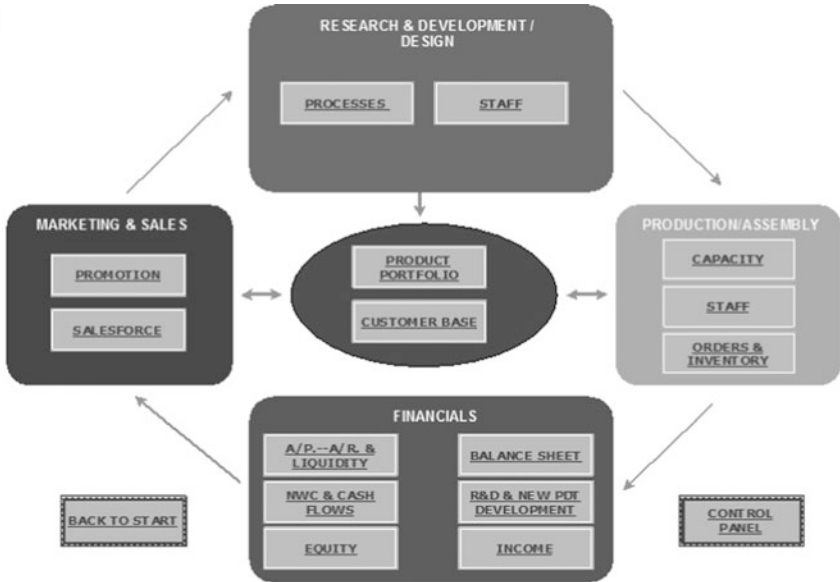 RESEARCH & DEVELOPMENT /
DESIGN
PROCESSES
STAFF
MARKETING & SALES
PROMOTION
SALESFORCE
PRODUCT
PORTFOLIO
CUSTOMER BASE
PRODUCTION/ASSEMBLY
CAPACITY
STAFF
ORDERS &
INVENTORY
FINANCIALS
A/P.--A/R. &
LIQUIDITY
BALANCE SHEET
NWC & CASH
FLOWS
R&D & NEW PDT
DEVELOPMENT
EQUITY
INCOME
BACK TO START
CONTROL
PANEL